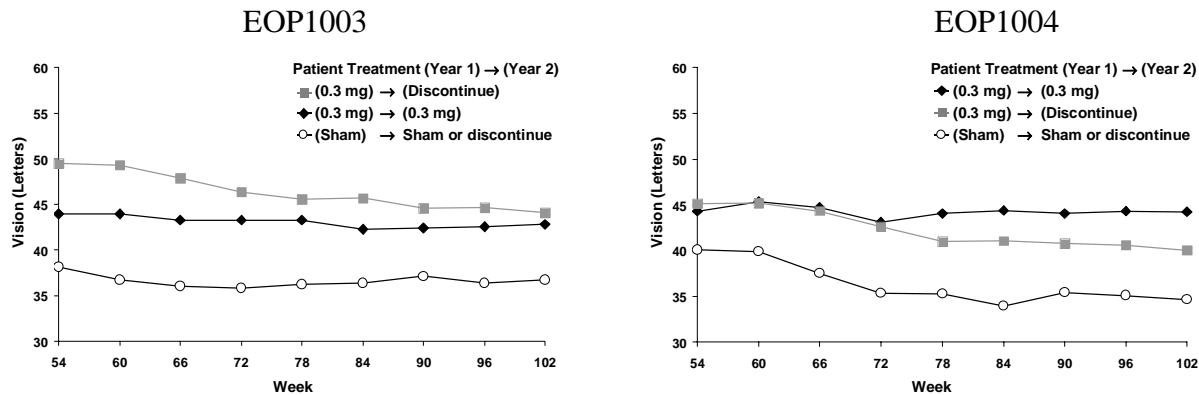 EOP1003
60
55
50
45
40
35
30
Vision (Letters)
54 60 66 72 78 84 90 96 102
Week
Patient Treatment (Year 1) → (Year 2)
(0.3 mg) → (Discontinue)
(0.3 mg) → (0.3 mg)
(Sham) → Sham or discontinue
EOP1004
60
55
50
45
40
35
30
Vision (Letters)
54 60 66 72 78 84 90 96 102
Week
Patient Treatment (Year 1) → (Year 2)
(0.3 mg) → (0.3 mg)
(0.3 mg) → (Discontinue)
(Sham) → Sham or discontinue